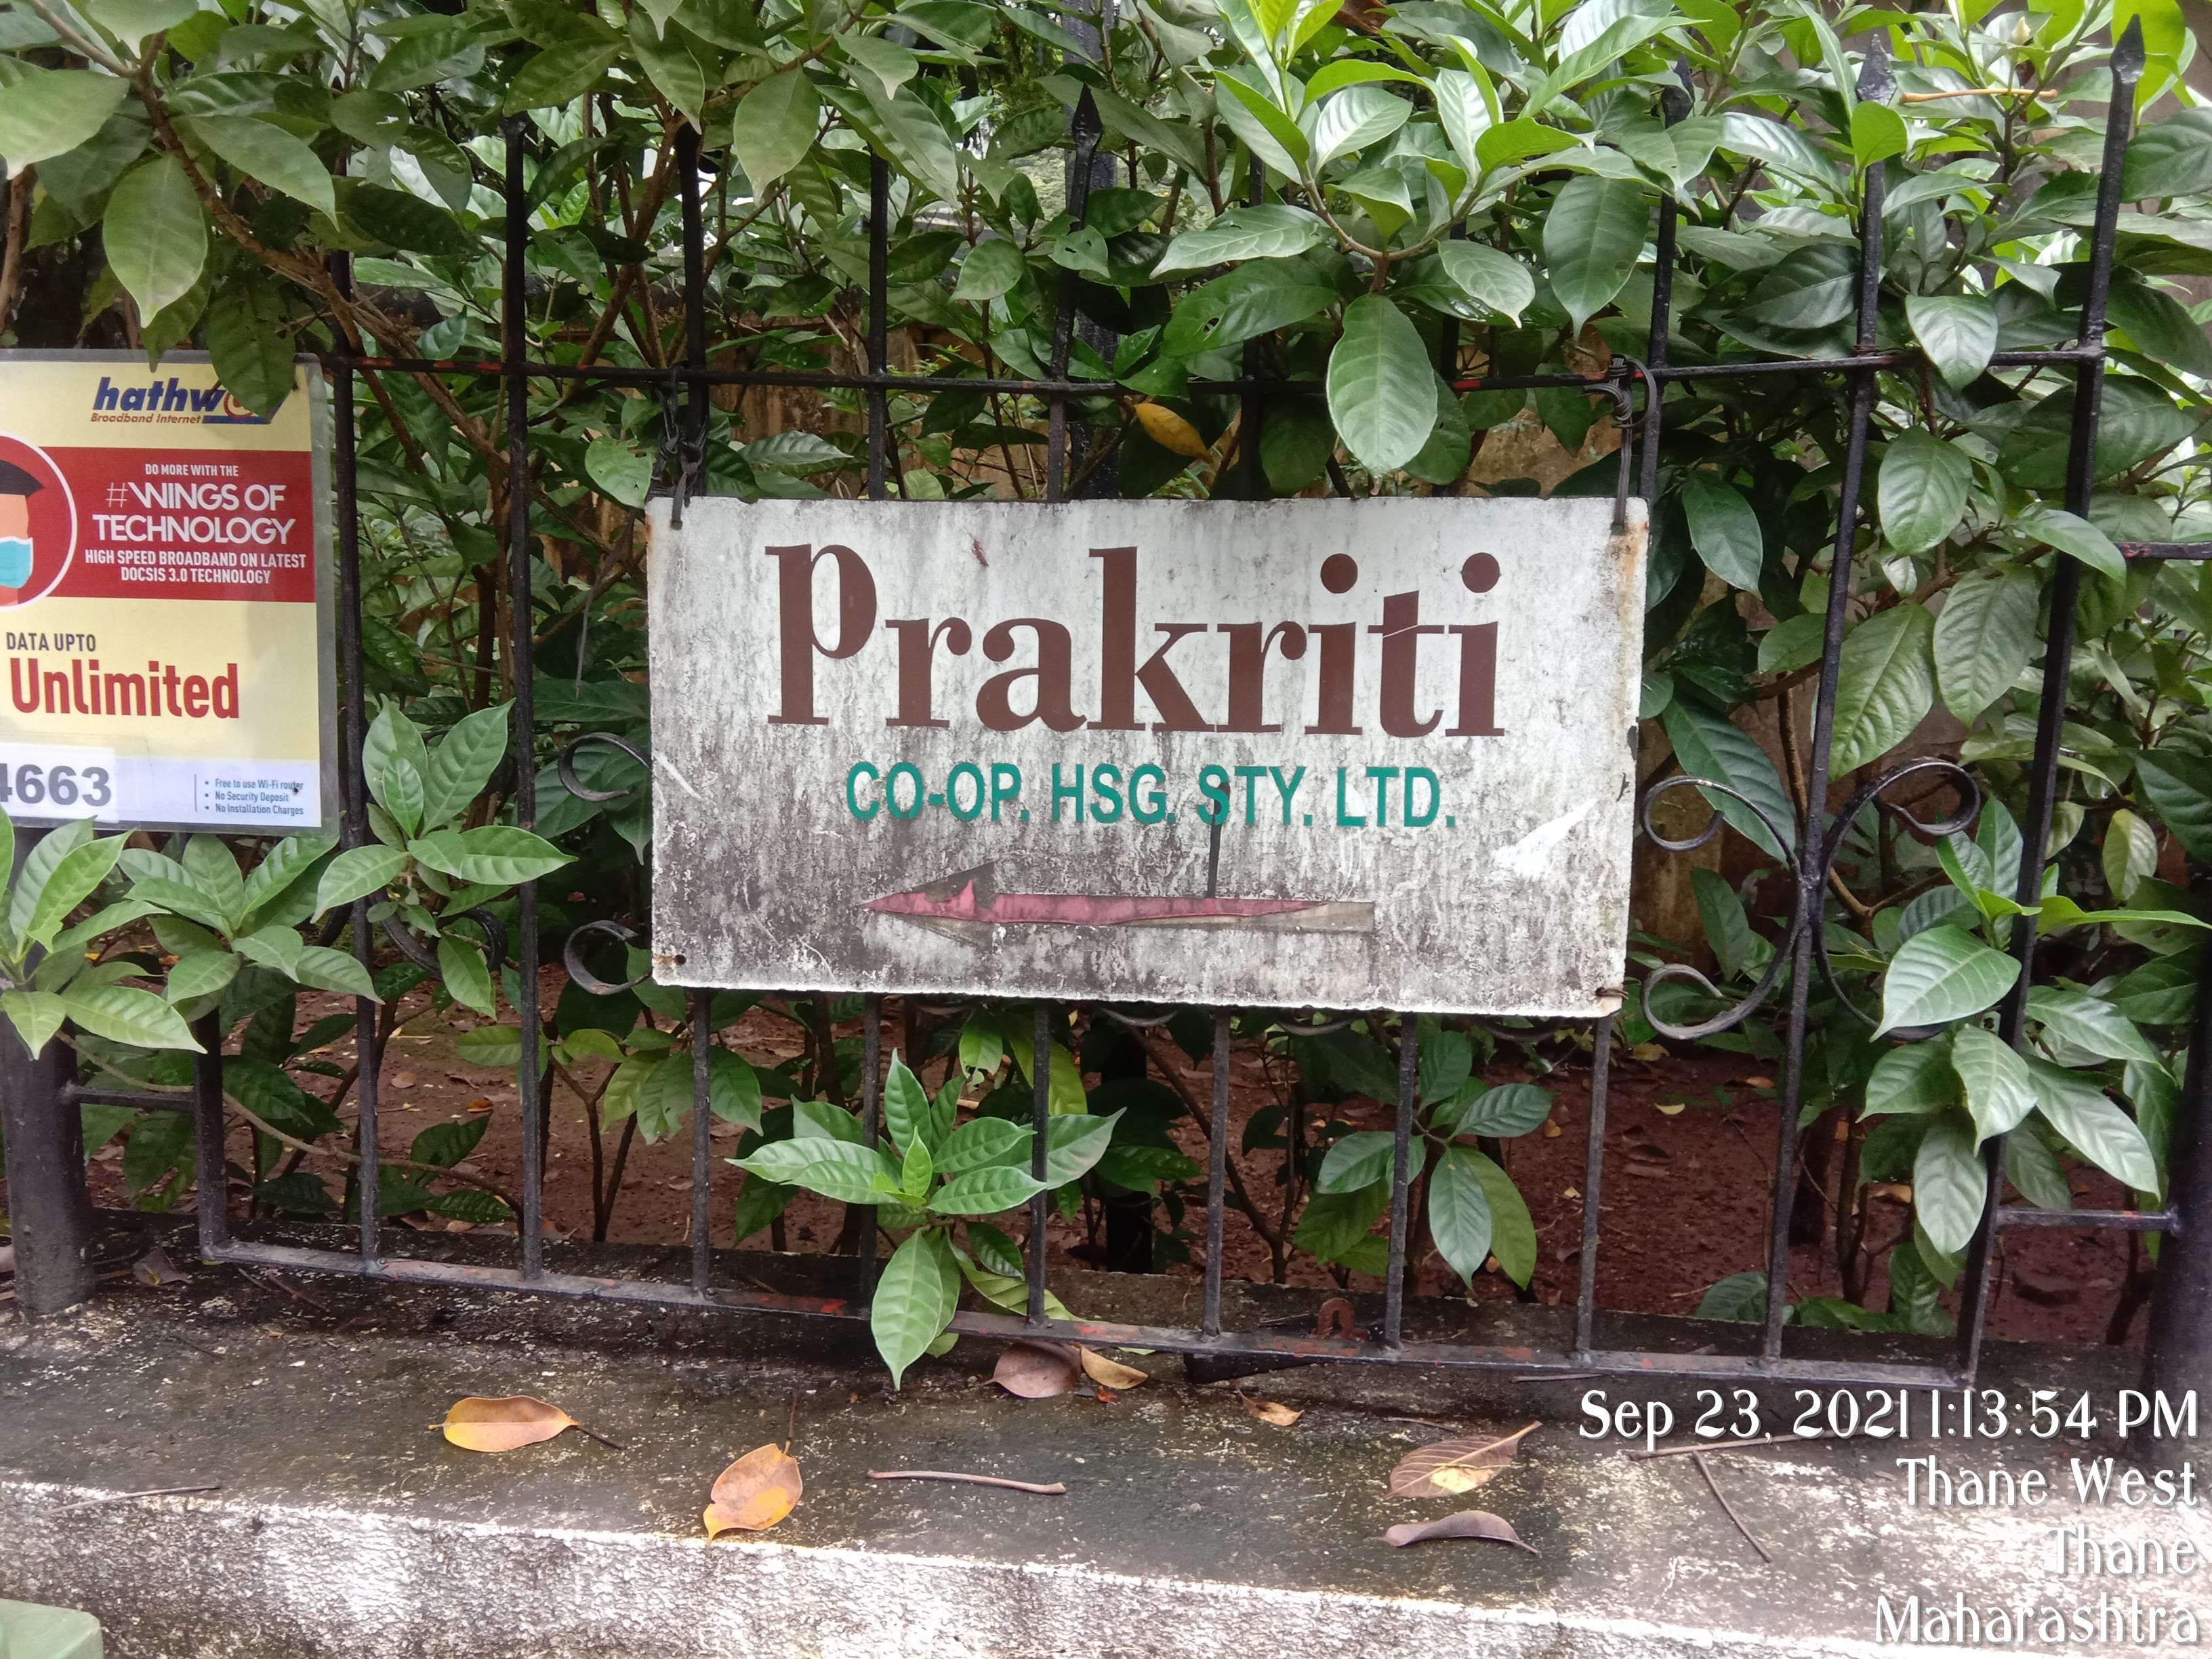 hathway
Broadband Internet
DO MORE WITH THE
#WINGS OF
TECHNOLOGY
HIGH SPEED BROADBAND ON LATEST
DOCSIS 3.0 TECHNOLOGY
DATA UPTO
Unlimited
4663
• Free to use Wi-Fi router
• No Security Deposit
• No Installation Charges
Prakriti
CO-OP. HSG. STY. LTD.
Sep 23, 2021 1:13:54 PM
Thane West
Thane
Maharashtra